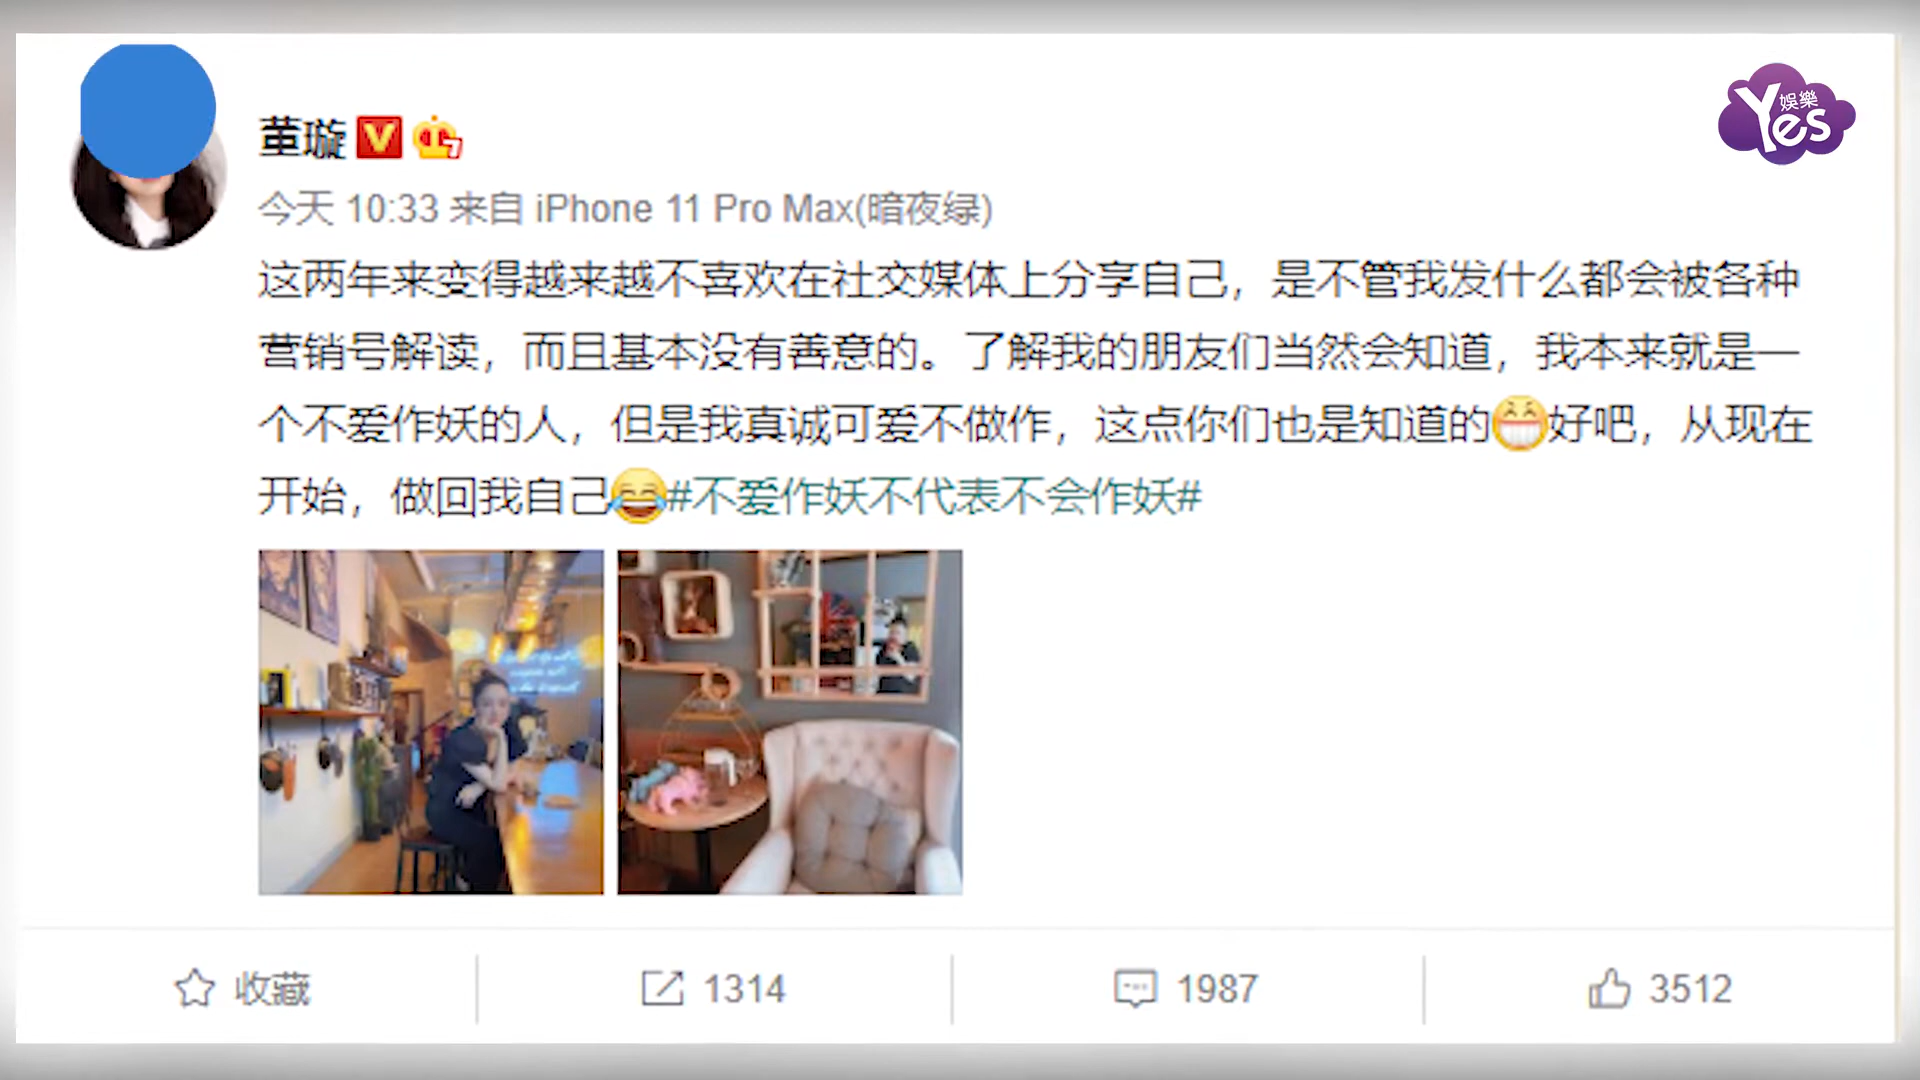 娱樂
Yes
董璇
今天 10:33 来自 iPhone 11 Pro Max(暗夜绿)
这两年来变得越来越不喜欢在社交媒体上分享自己，是不管我发什么都会被各种
营销号解读，而且基本没有善意的。了解我的朋友们当然会知道，我本来就是一
个不爱作妖的人，但是我真诚可爱不做作，这点你们也是知道的😁好吧，从现在
开始，做回我自己😂#不爱作妖不代表不会作妖#
收藏
1314
1987
3512